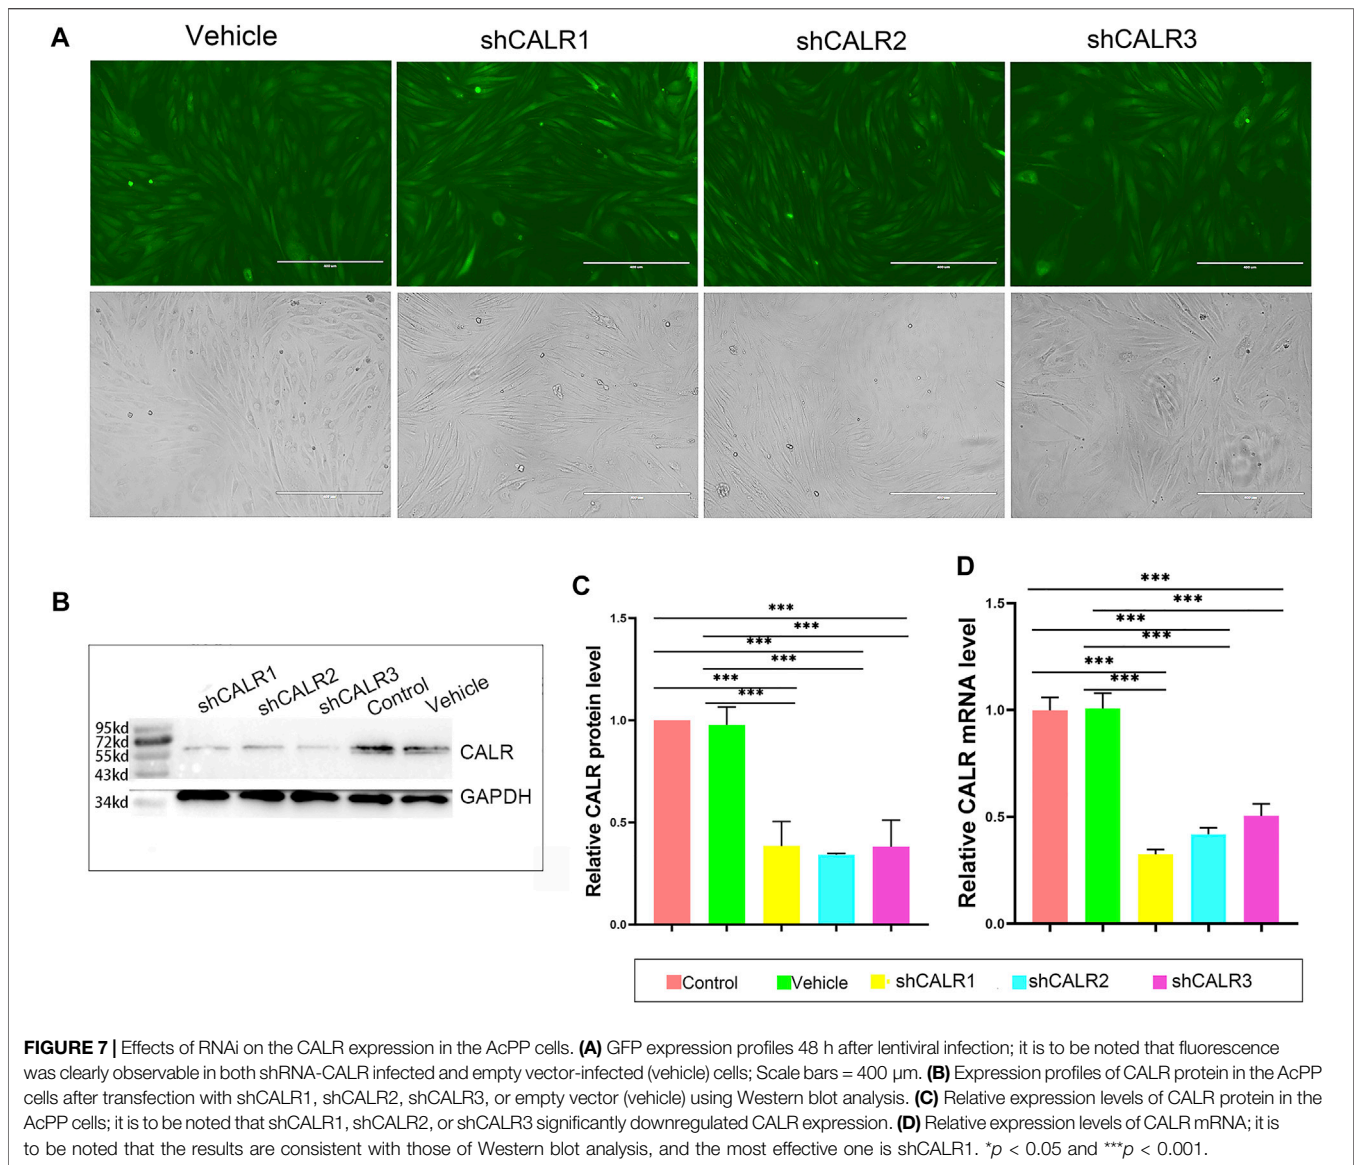 A
Vehicle
shCALR1
shCALR2
shCALR3
400 um
400 um
400 um
B
shCALR1
shCALR2
shCALR3
Control
Vehicle
95kd
72kd
55kd
43kd
34kd
CALR
GAPDH
C
Relative CALR protein level
1.5
1.0
0.5
0.0
***
***
***
***
***
***
D
Relative CALR mRNA level
1.5
1.0
0.5
0.0
***
***
***
***
***
***
Control Vehicle shCALR1 shCALR2 shCALR3
FIGURE 7 | Effects of RNAi on the CALR expression in the AcPP cells. (A) GFP expression profiles 48 h after lentiviral infection; it is to be noted that fluorescence
was clearly observable in both shRNA-CALR infected and empty vector-infected (vehicle) cells; Scale bars = 400 µm. (B) Expression profiles of CALR protein in the AcPP
cells after transfection with shCALR1, shCALR2, shCALR3, or empty vector (vehicle) using Western blot analysis. (C) Relative expression levels of CALR protein in the
AcPP cells; it is to be noted that shCALR1, shCALR2, or shCALR3 significantly downregulated CALR expression. (D) Relative expression levels of CALR mRNA; it is
to be noted that the results are consistent with those of Western blot analysis, and the most effective one is shCALR1. *p < 0.05 and ***p < 0.001.